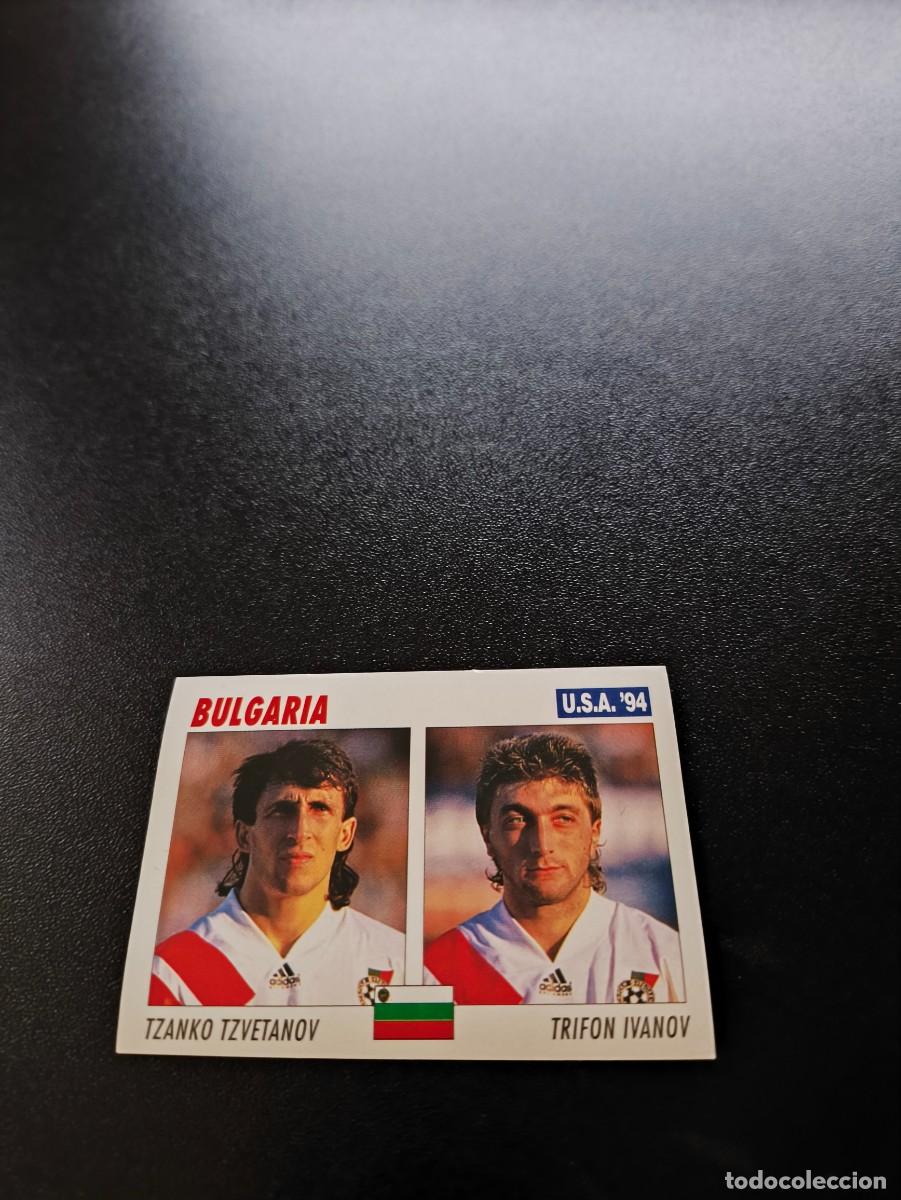 BULGARIA
U.S.A. '94
adidas
adidas
TZANKO TZVETANOV
TRIFON IVANOV
todocoleccion